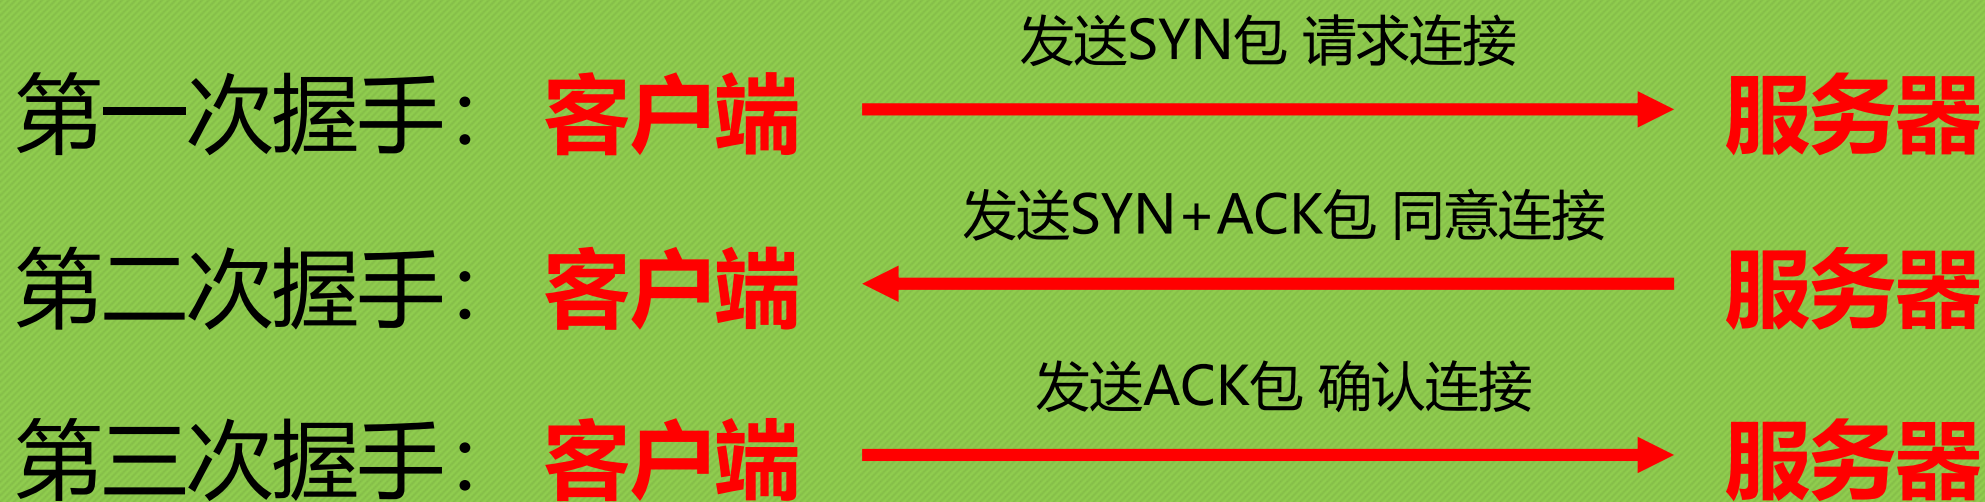 发送SYN包 请求连接
第一次握手：客户端 服务器
发送SYN+ACK包 同意连接
第二次握手：客户端 服务器
发送ACK包 确认连接
第三次握手：客户端 服务器